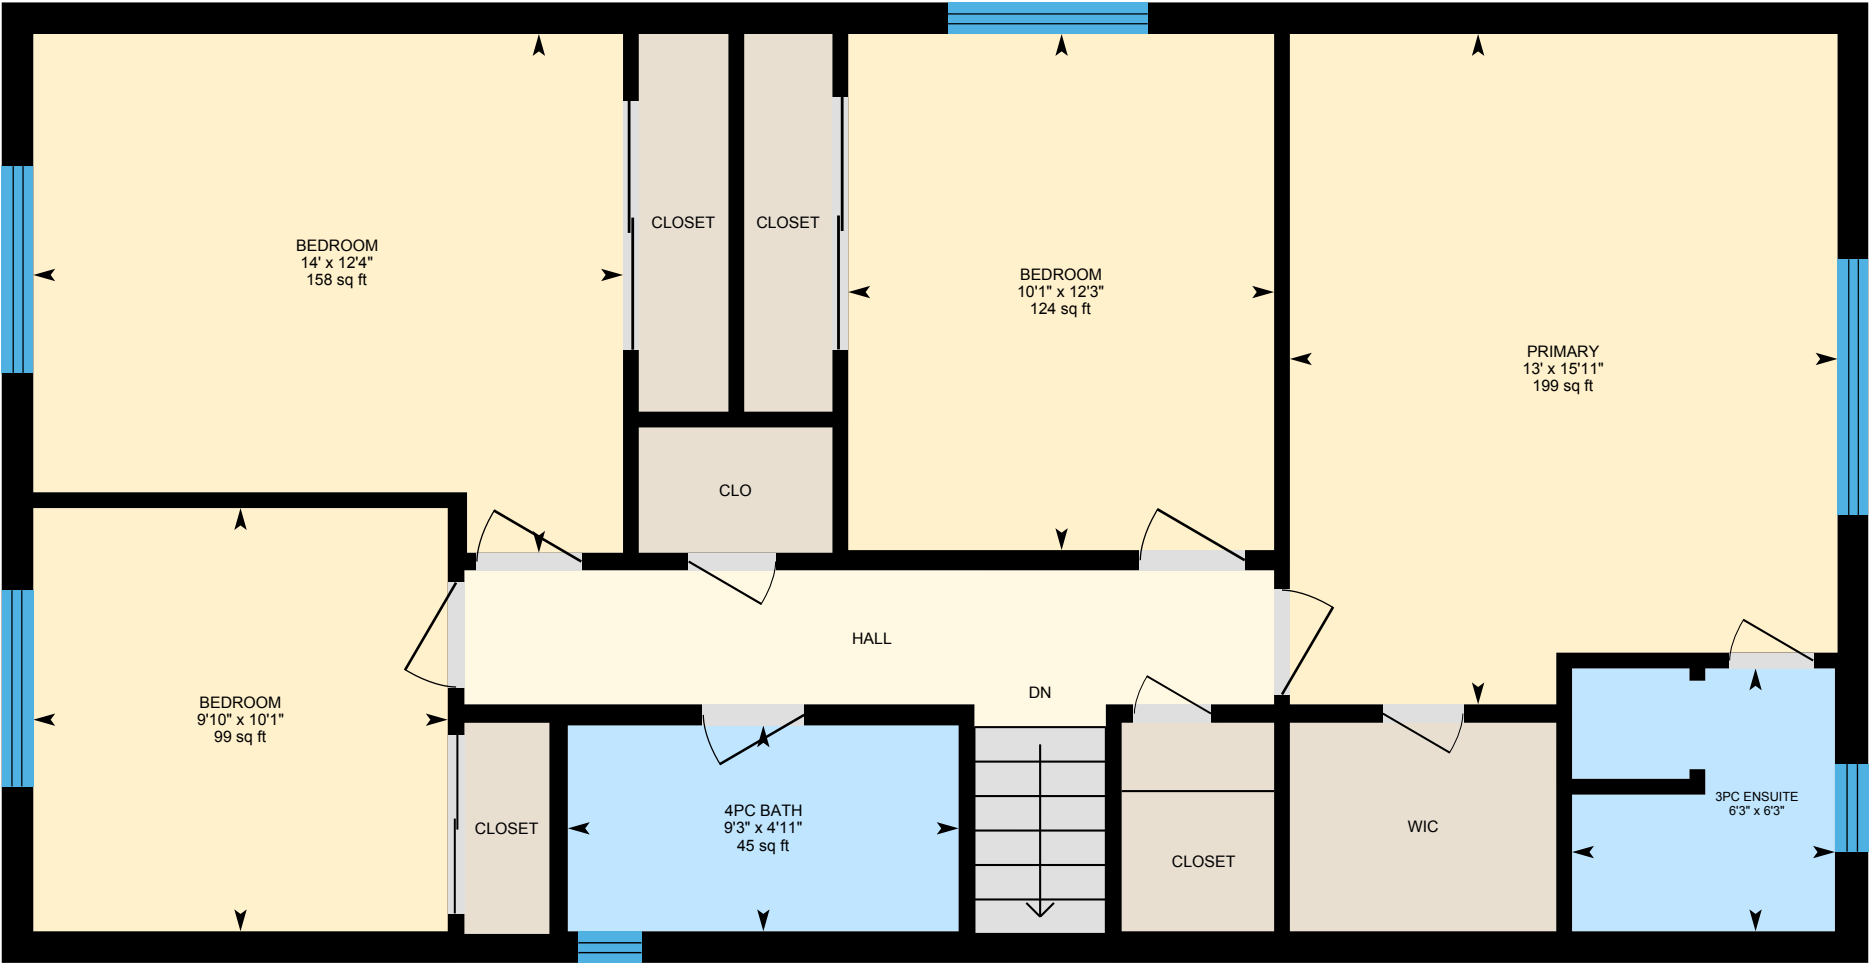 BEDROOM
14' x 12'4"
158 sq ft
CLOSET
CLOSET
BEDROOM
10'1" x 12'3"
124 sq ft
PRIMARY
13' x 15'11"
199 sq ft
CLO
HALL
DN
BEDROOM
9'10" x 10'1"
99 sq ft
CLOSET
4PC BATH
9'3" x 4'11"
45 sq ft
CLOSET
WIC
3PC ENSUITE
6'3" x 6'3"